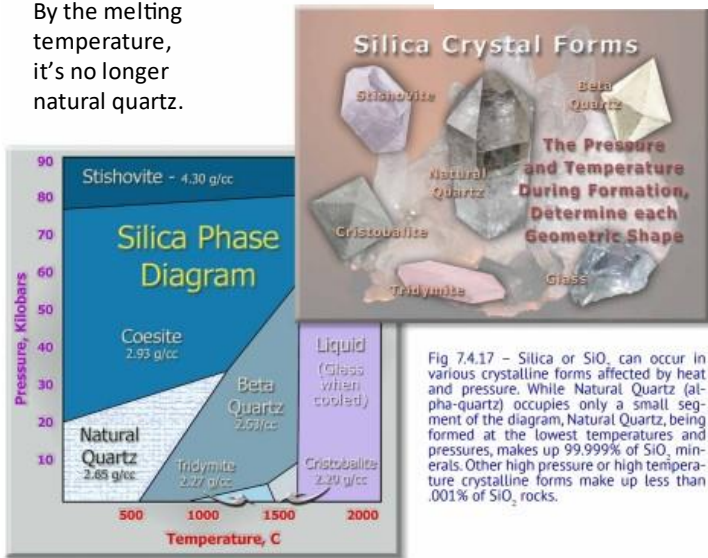 By the melting
temperature,
it's no longer
natural quartz.
Silica Crystal Forms
Stishovite
Beta
Quartz
Natural
Quartz
The Pressure
and Temperature
During Formation,
Determine each
Geometric Shape
Cristobalite
Tridymite
Glass
Pressure, Kilobars
90
80
70
60
50
40
30
20
10
Stishovite - 4.30 g/cc
Silica Phase
Diagram
Coesite
2.93 g/cc
Natural
Quartz
2.65 g/cc
Beta
Quartz
2.53/cc
Tridymite
2.27 g/cc
Liquid
(Glass
when
cooled)
Cristobalite
2.20 g/cc
500 1000 1500 2000
Temperature, C
Fig 7.4.17 – Silica or SiO₂ can occur in
various crystalline forms affected by heat
and pressure. While Natural Quartz (al-
pha-quartz) occupies only a small seg-
ment of the diagram, Natural Quartz, being
formed at the lowest temperatures and
pressures, makes up 99.999% of SiO₂ min-
erals. Other high pressure or high tempera-
ture crystalline forms make up less than
.001% of SiO₂ rocks.